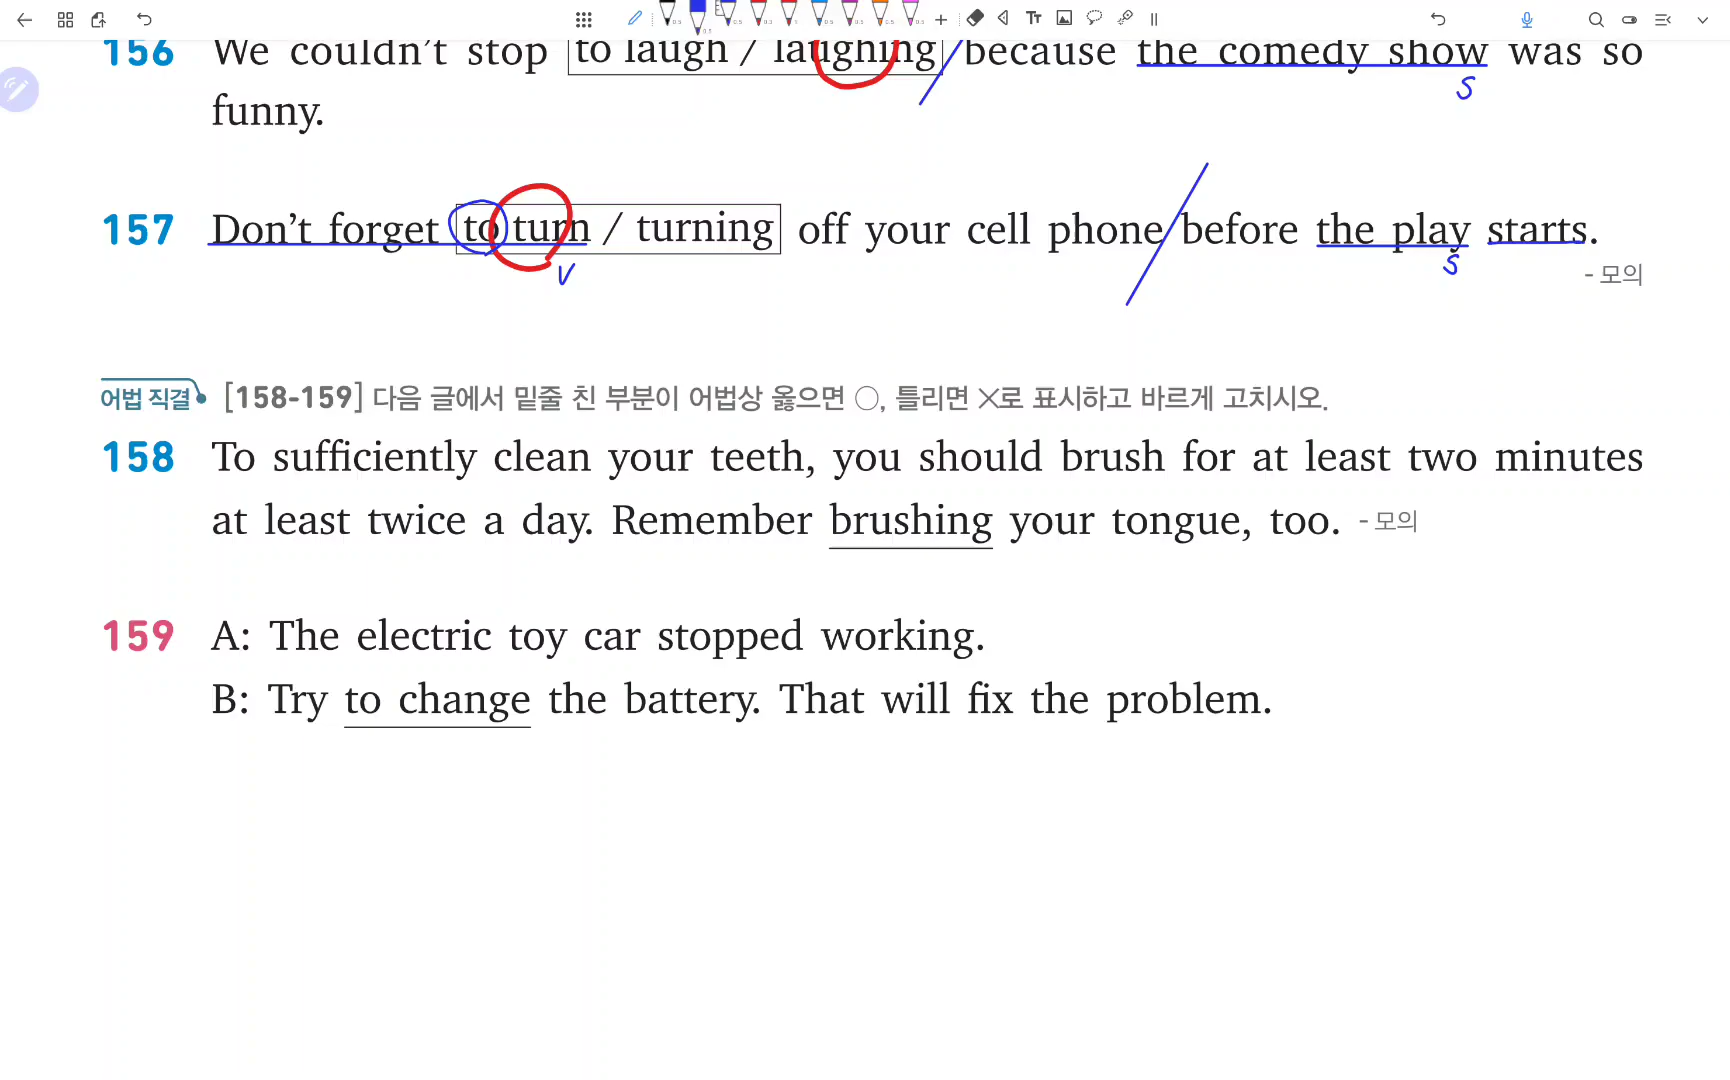 Tт
156 We couldn't stop to laugh / laughing because the comedy show was so
S
funny.
157 Don't forget to turn / turning off your cell phone before the play starts.
V S
- 모의
어법 직결 [158-159] 다음 글에서 밑줄 친 부분이 어법상 옳으면 ○, 틀리면 ×로 표시하고 바르게 고치시오.
158 To sufficiently clean your teeth, you should brush for at least two minutes
at least twice a day. Remember brushing your tongue, too. - 모의
159 A: The electric toy car stopped working.
B: Try to change the battery. That will fix the problem.